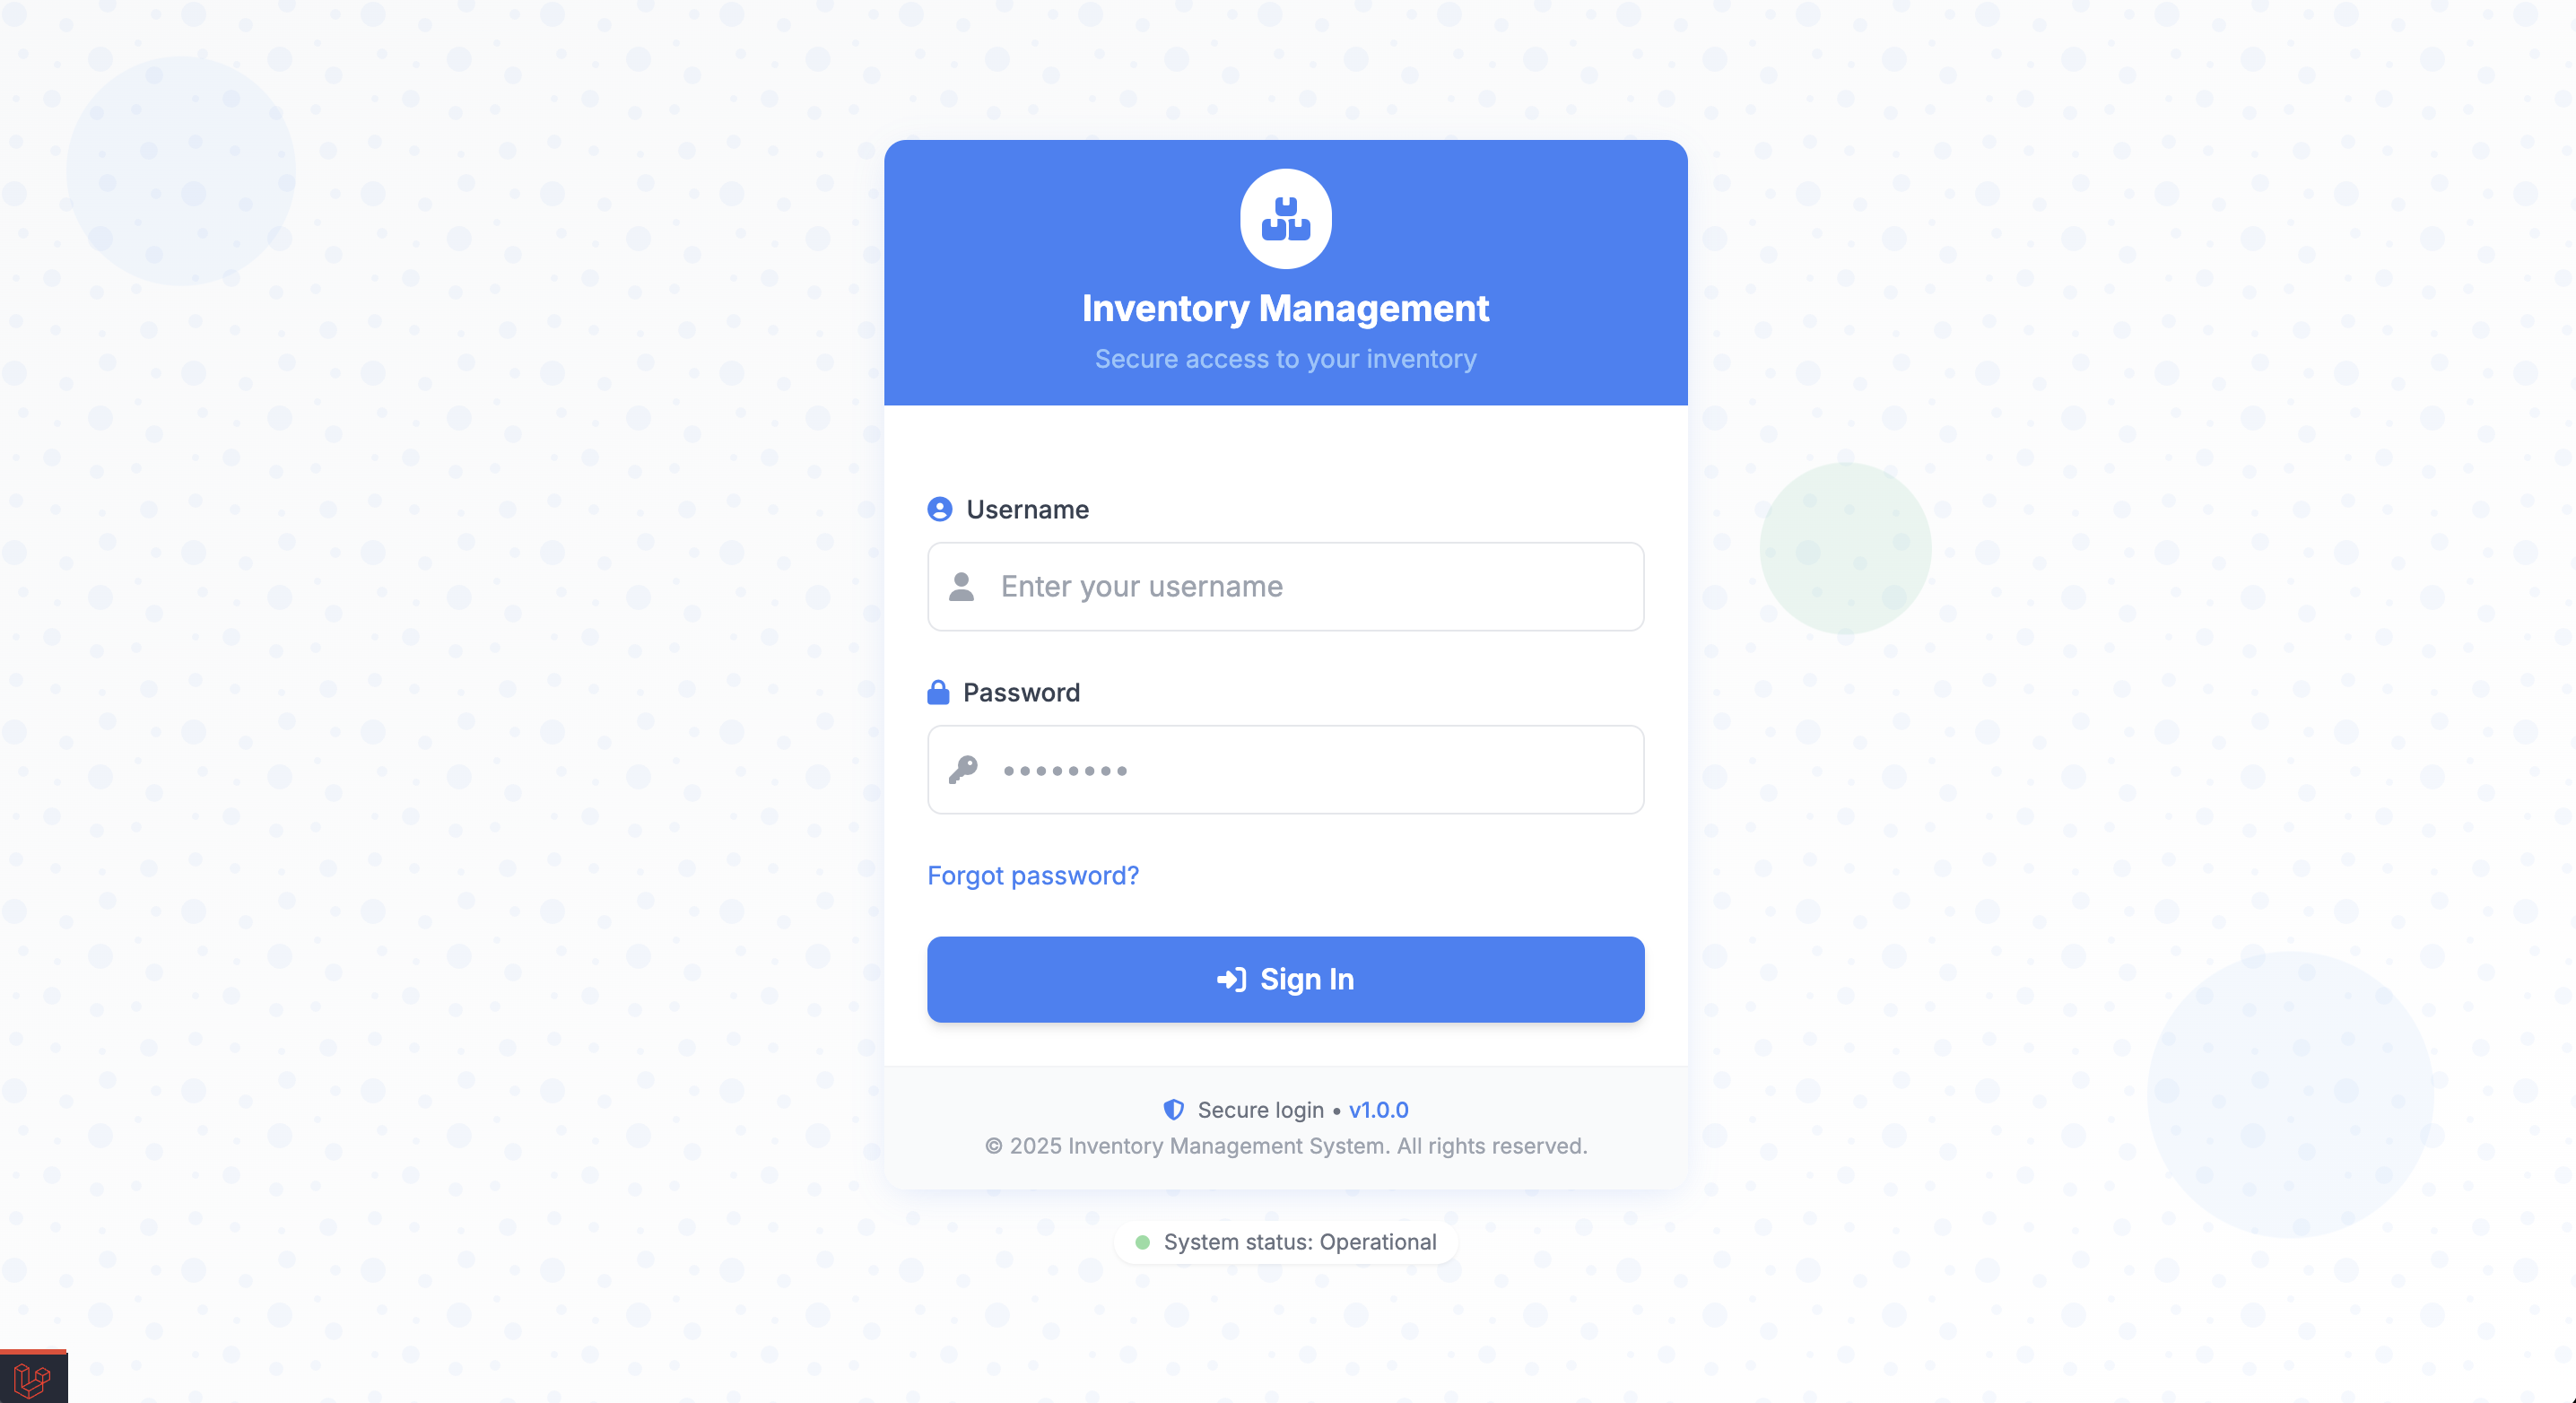 Inventory Management
Secure access to your inventory
Username
Enter your username
Password
••••••••
Forgot password?
Sign In
Secure login • v1.0.0
© 2025 Inventory Management System. All rights reserved.
System status: Operational